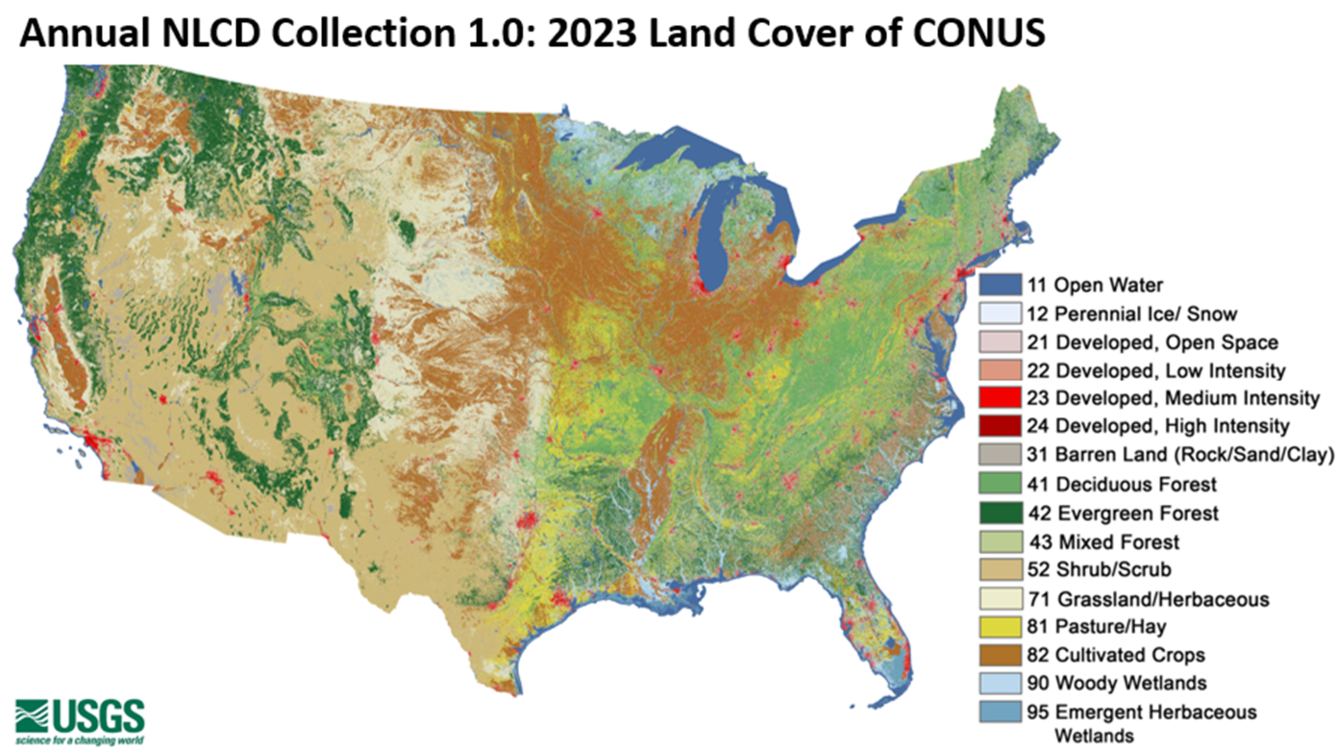 Annual NLCD Collection 1.0: 2023 Land Cover of CONUS
11 Open Water
12 Perennial Ice/ Snow
21 Developed, Open Space
22 Developed, Low Intensity
23 Developed, Medium Intensity
24 Developed, High Intensity
31 Barren Land (Rock/Sand/Clay)
41 Deciduous Forest
42 Evergreen Forest
43 Mixed Forest
52 Shrub/Scrub
71 Grassland/Herbaceous
81 Pasture/Hay
82 Cultivated Crops
90 Woody Wetlands
95 Emergent Herbaceous
Wetlands
USGS
science for a changing world